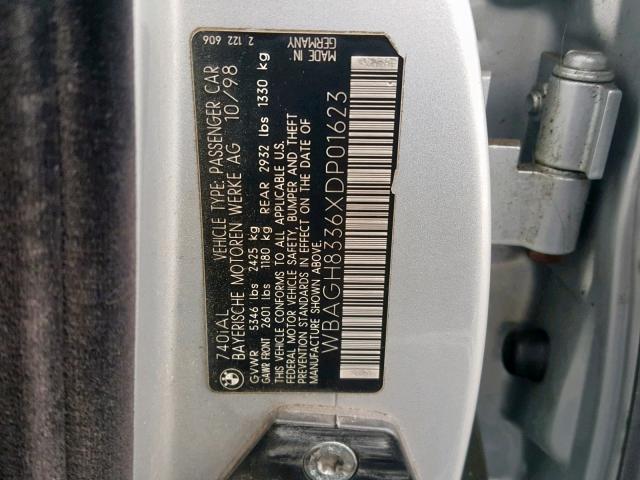 740iAL VEHICLE TYPE: PASSENGER CAR 2 122 606
BAYERISCHE MOTOREN WERKE AG 10/98
GVWR 5346 lbs 2425 kg
GAWR FRONT 2601 lbs 1180 kg REAR 2932 lbs 1330 kg
THIS VEHICLE CONFORMS TO ALL APPLICABLE U.S.
FEDERAL MOTOR VEHICLE SAFETY, BUMPER AND THEFT
PREVENTION STANDARDS IN EFFECT ON THE DATE OF
MANUFACTURE SHOWN ABOVE.
MADE IN
GERMANY
WBAGH8336XDP01623